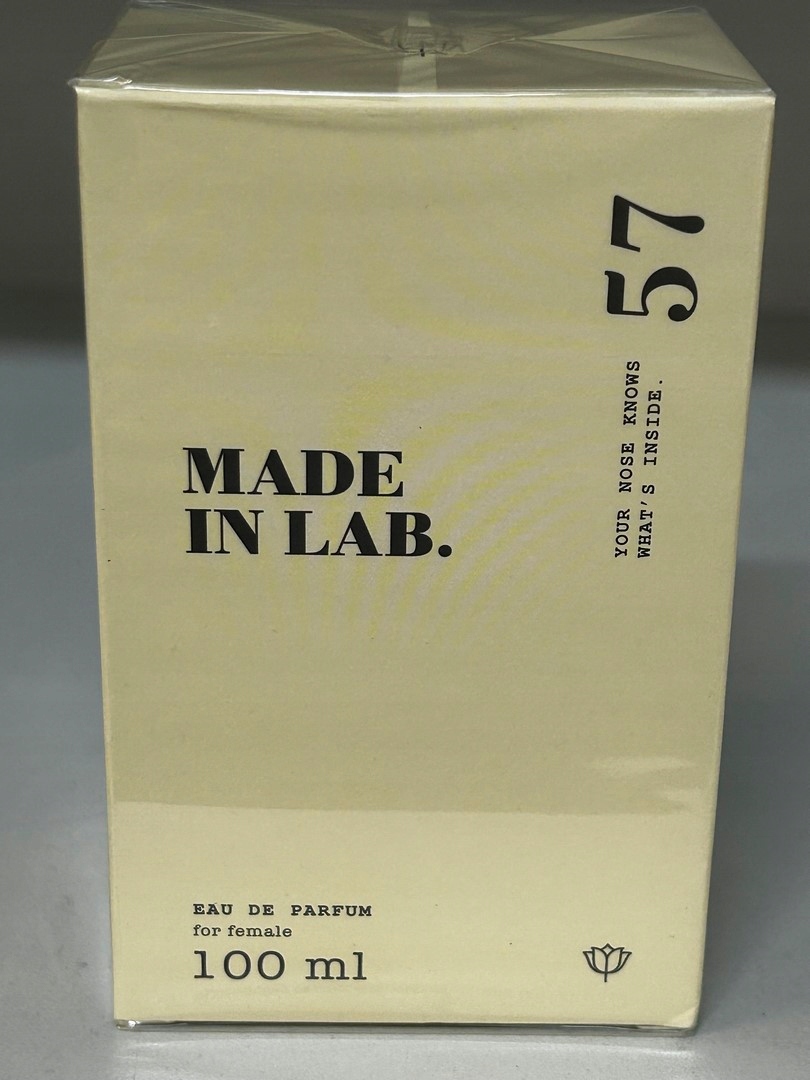 57
YOUR NOSE KNOWS
WHAT'S INSIDE.
MADE
IN LAB.
EAU DE PARFUM
for female
100 ml